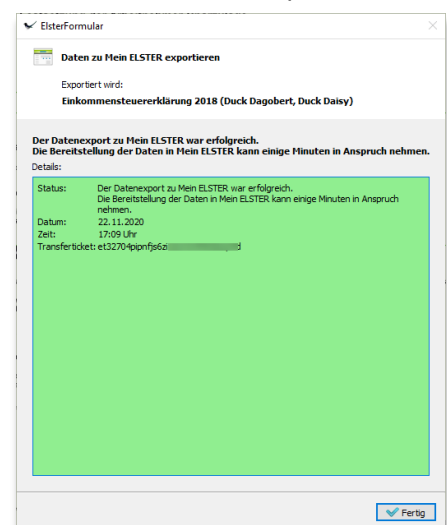 ElsterFormular
Daten zu Mein ELSTER exportieren
Exportiert wird:
Einkommensteuererklärung 2018 (Duck Dagobert, Duck Daisy)
Der Datenexport zu Mein ELSTER war erfolgreich.
Die Bereitstellung der Daten in Mein ELSTER kann einige Minuten in Anspruch nehmen.
Details:
Status: Der Datenexport zu Mein ELSTER war erfolgreich.
Die Bereitstellung der Daten in Mein ELSTER kann einige Minuten in Anspruch
nehmen.
Datum: 22.11.2020
Zeit: 17:09 Uhr
Transferticket:
Fertig